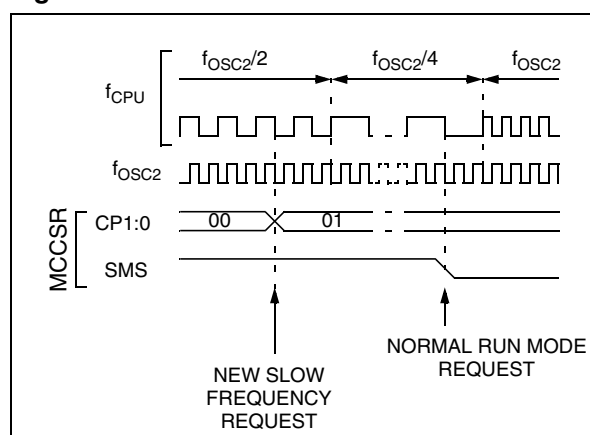 fOSC2/2 fOSC2/4 fOSC2
fCPU
fOSC2
MCCSR
CP1:0 00 01
SMS
NEW SLOW
FREQUENCY
REQUEST
NORMAL RUN MODE
REQUEST